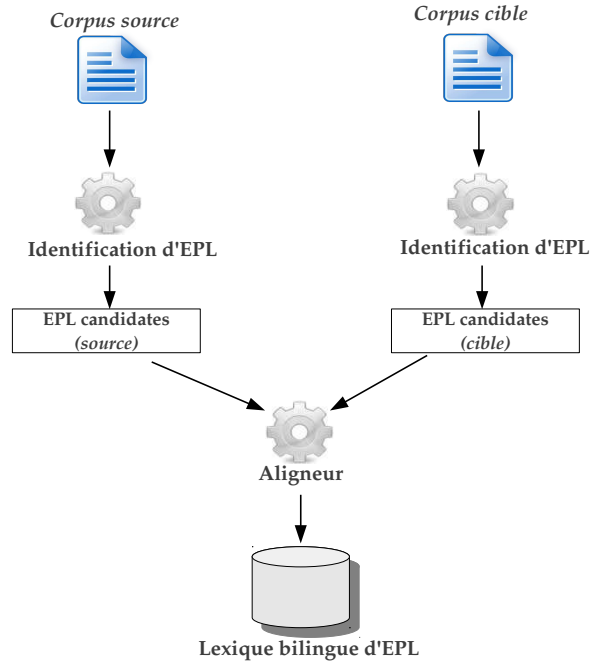 Corpus source
Corpus cible
Identification d'EPL
Identification d'EPL
EPL candidates
(source)
EPL candidates
(cible)
Aligneur
Lexique bilingue d'EPL